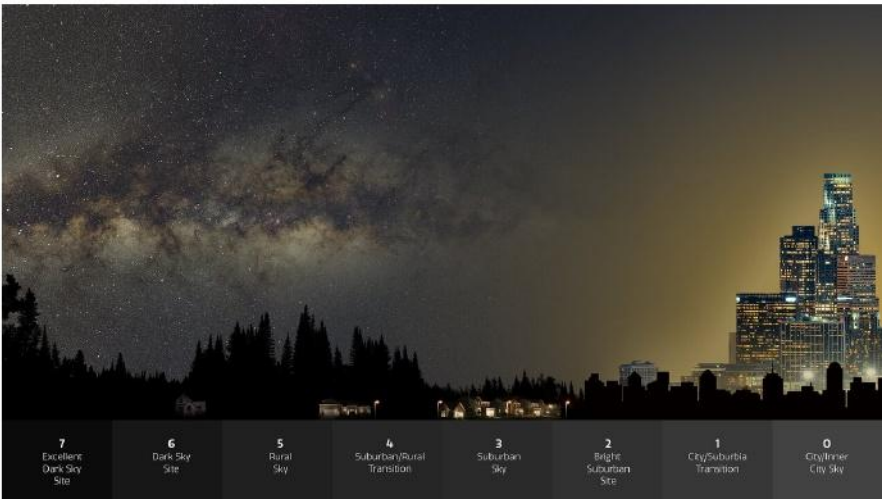 7
Excellent
Dark Sky
Site
6
Dark Sky
Site
5
Rural
Sky
4
Suburban/Rural
Transition
3
Suburban
Sky
2
Bright
Suburban
Site
1
City/Suburbia
Transition
0
City/Inner
City Sky